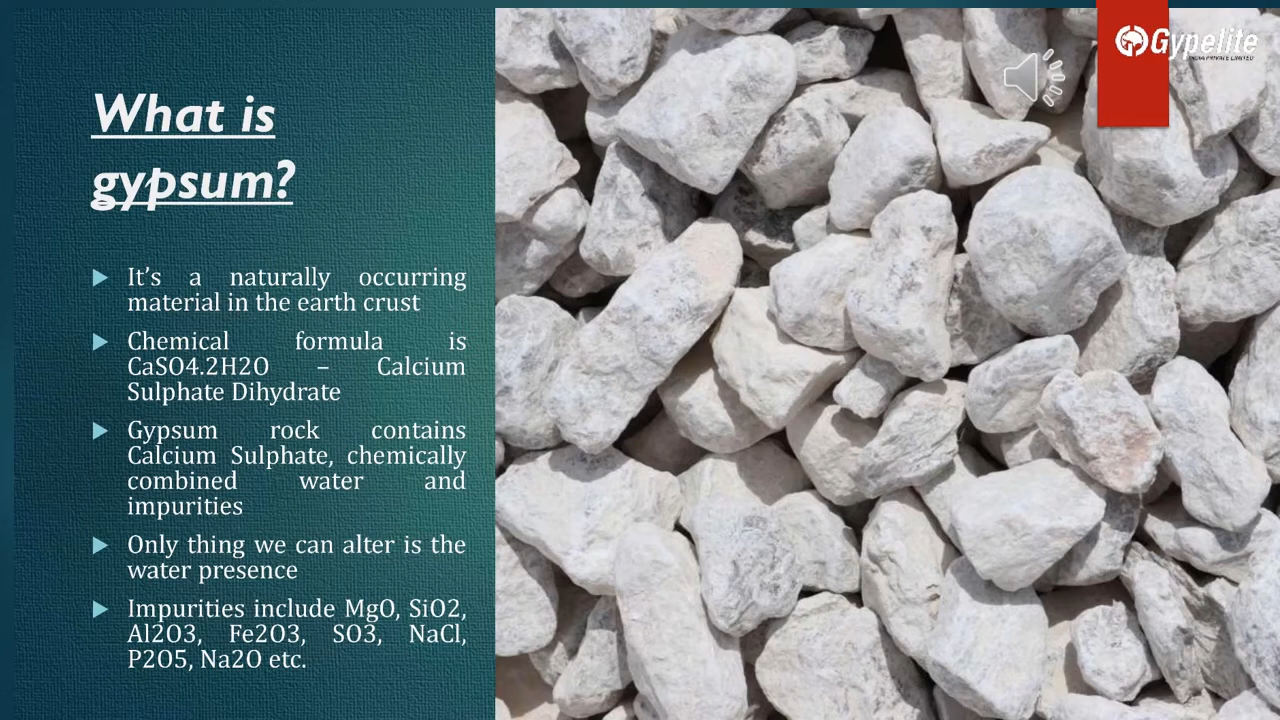 What is
gypsum?
It’s a naturally occurring
material in the earth crust
Chemical formula is
CaSO4.2H2O – Calcium
Sulphate Dihydrate
Gypsum rock contains
Calcium Sulphate, chemically
combined water and
impurities
Only thing we can alter is the
water presence
Impurities include MgO, SiO2,
Al2O3, Fe2O3, SO3, NaCl,
P2O5, Na2O etc.
Gypelite
INDIA PRIVATE LIMITED